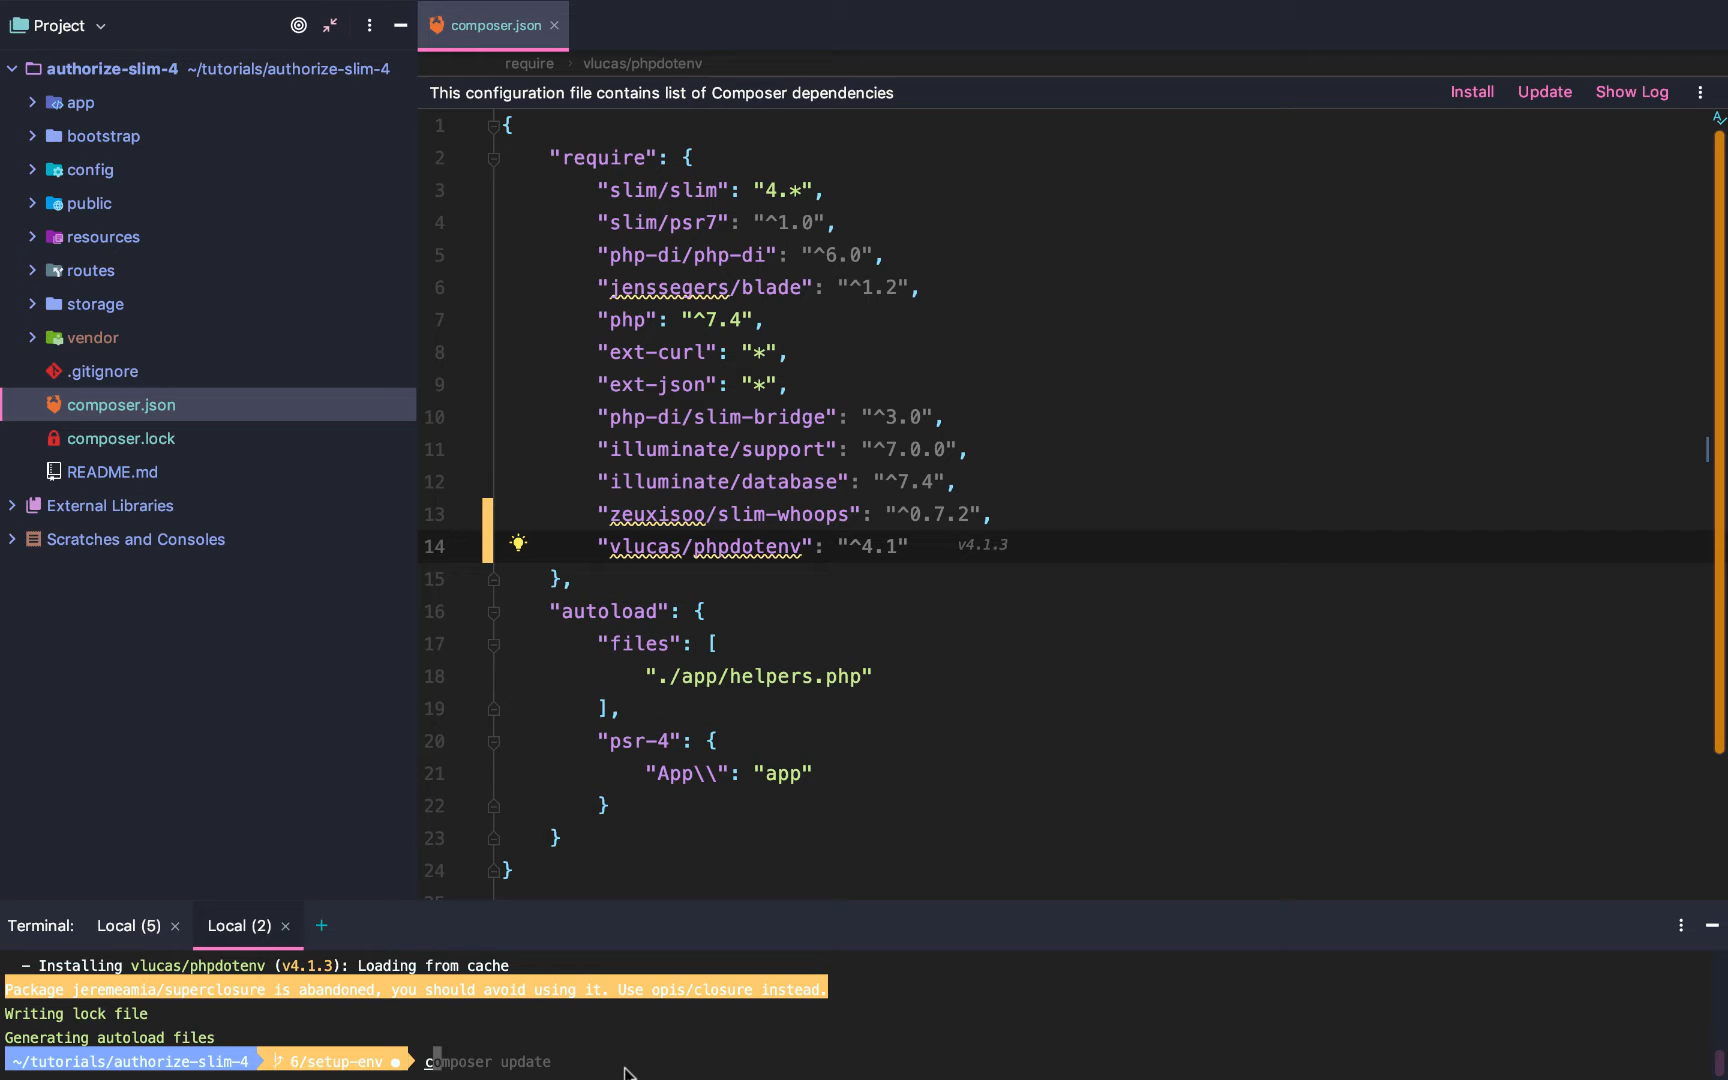 Project
composer.json
authorize-slim-4 ~/tutorials/authorize-slim-4
app
bootstrap
config
public
resources
routes
storage
vendor
.gitignore
composer.json
composer.lock
README.md
External Libraries
Scratches and Consoles
require > vlucas/phpdotenv
This configuration file contains list of Composer dependencies
Install Update Show Log
1 {
2 "require": {
3 "slim/slim": "4.*",
4 "slim/psr7": "^1.0",
5 "php-di/php-di": "^6.0",
6 "jenssegers/blade": "^1.2",
7 "php": "^7.4",
8 "ext-curl": "*",
9 "ext-json": "*",
10 "php-di/slim-bridge": "^3.0",
11 "illuminate/support": "^7.0.0",
12 "illuminate/database": "^7.4",
13 "zeuxisoo/slim-whoops": "^0.7.2",
14 "vlucas/phpdotenv": "^4.1" v4.1.3
15 },
16 "autoload": {
17 "files": [
18 "./app/helpers.php"
19 ],
20 "psr-4": {
21 "App\\": "app"
22 }
23 }
24 }
Terminal: Local (5) × Local (2) × +
– Installing vlucas/phpdotenv (v4.1.3): Loading from cache
Package jeremeamia/superclosure is abandoned, you should avoid using it. Use opis/closure instead.
Writing lock file
Generating autoload files
~/tutorials/authorize-slim-4 6/setup-env ● composer update